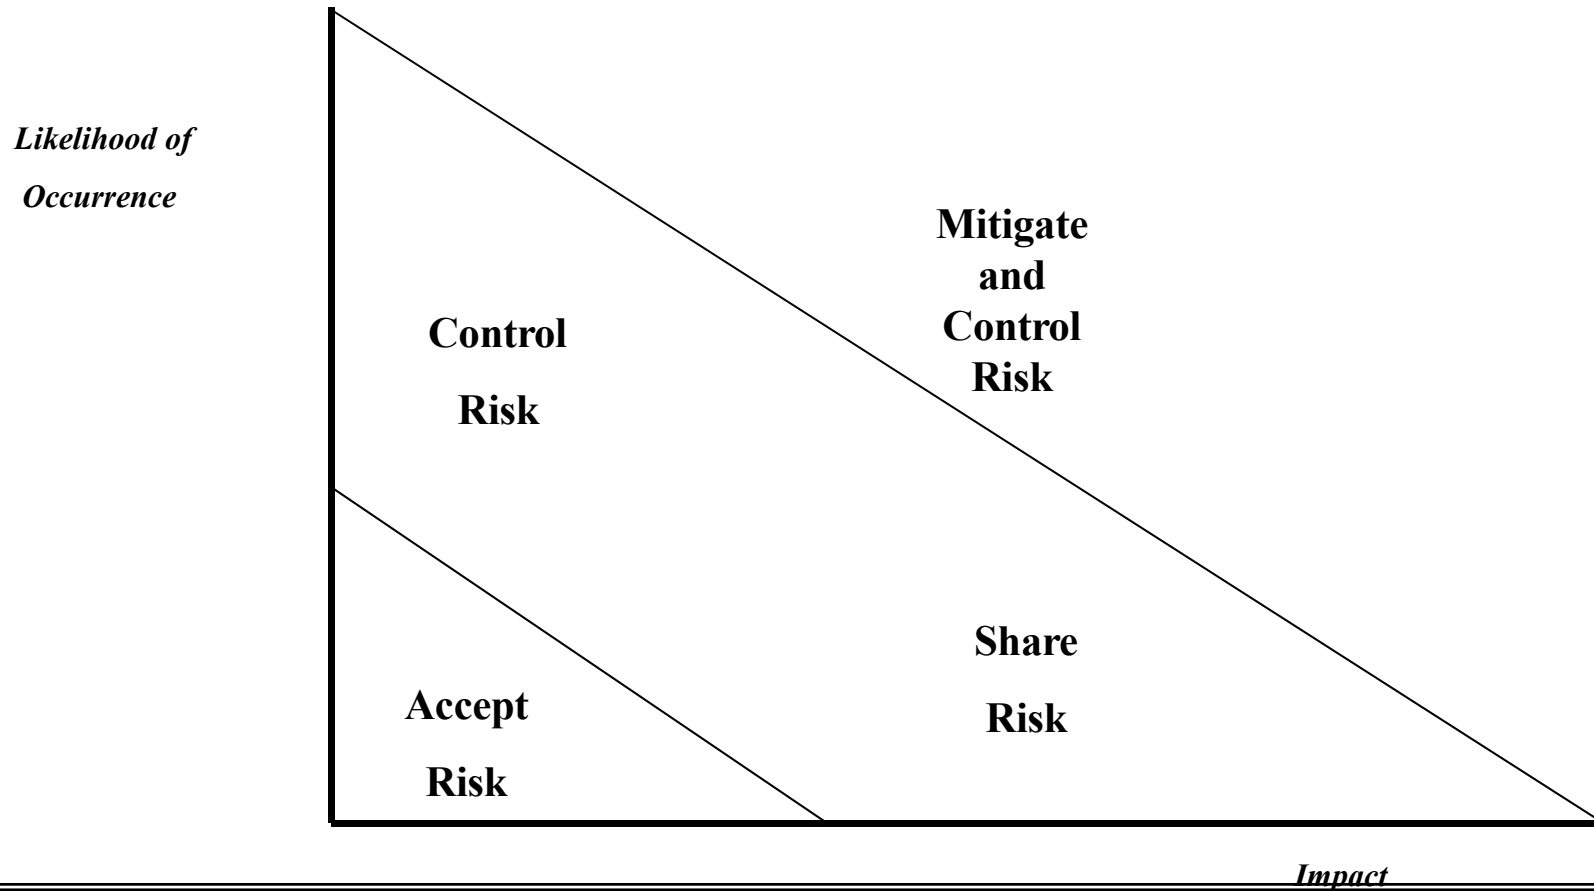 Likelihood of
Occurrence
Mitigate
and
Control
Risk
Control
Risk
Share
Risk
Accept
Risk
Impact